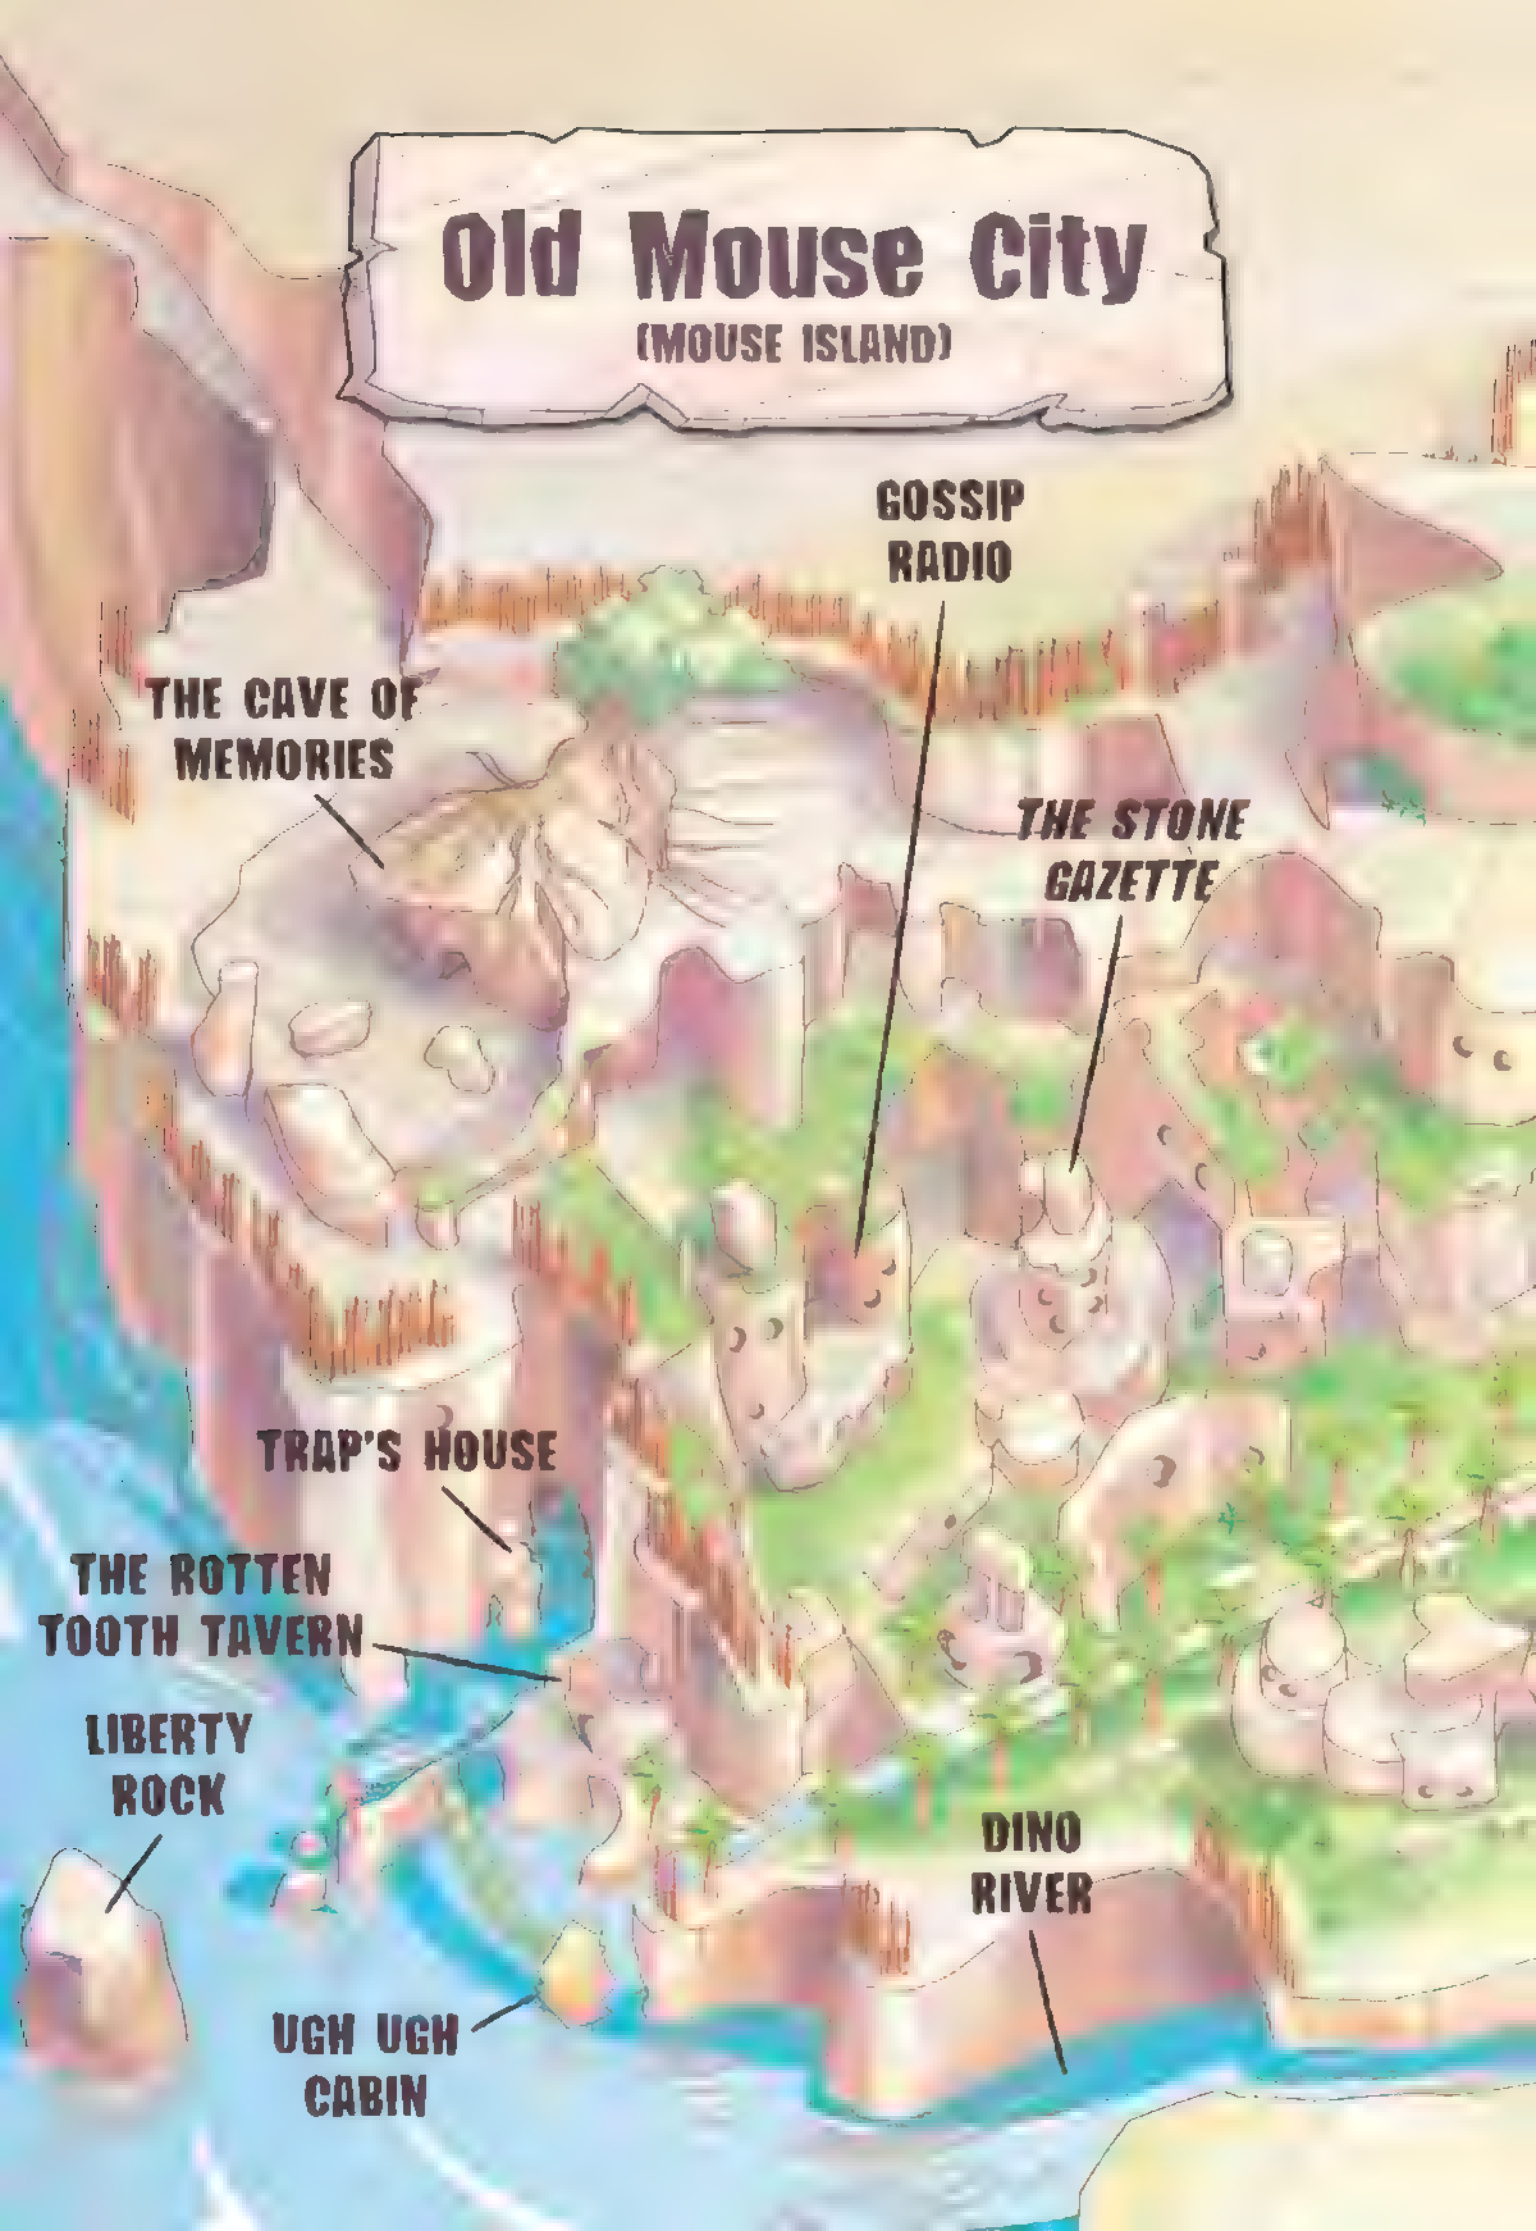 Old Mouse City
(MOUSE ISLAND)
GOSSIP
RADIO
THE CAVE OF
MEMORIES
THE STONE
GAZETTE
TRAP'S HOUSE
THE ROTTEN
TOOTH TAVERN
LIBERTY
ROCK
DINO
RIVER
UGH UGH
CABIN